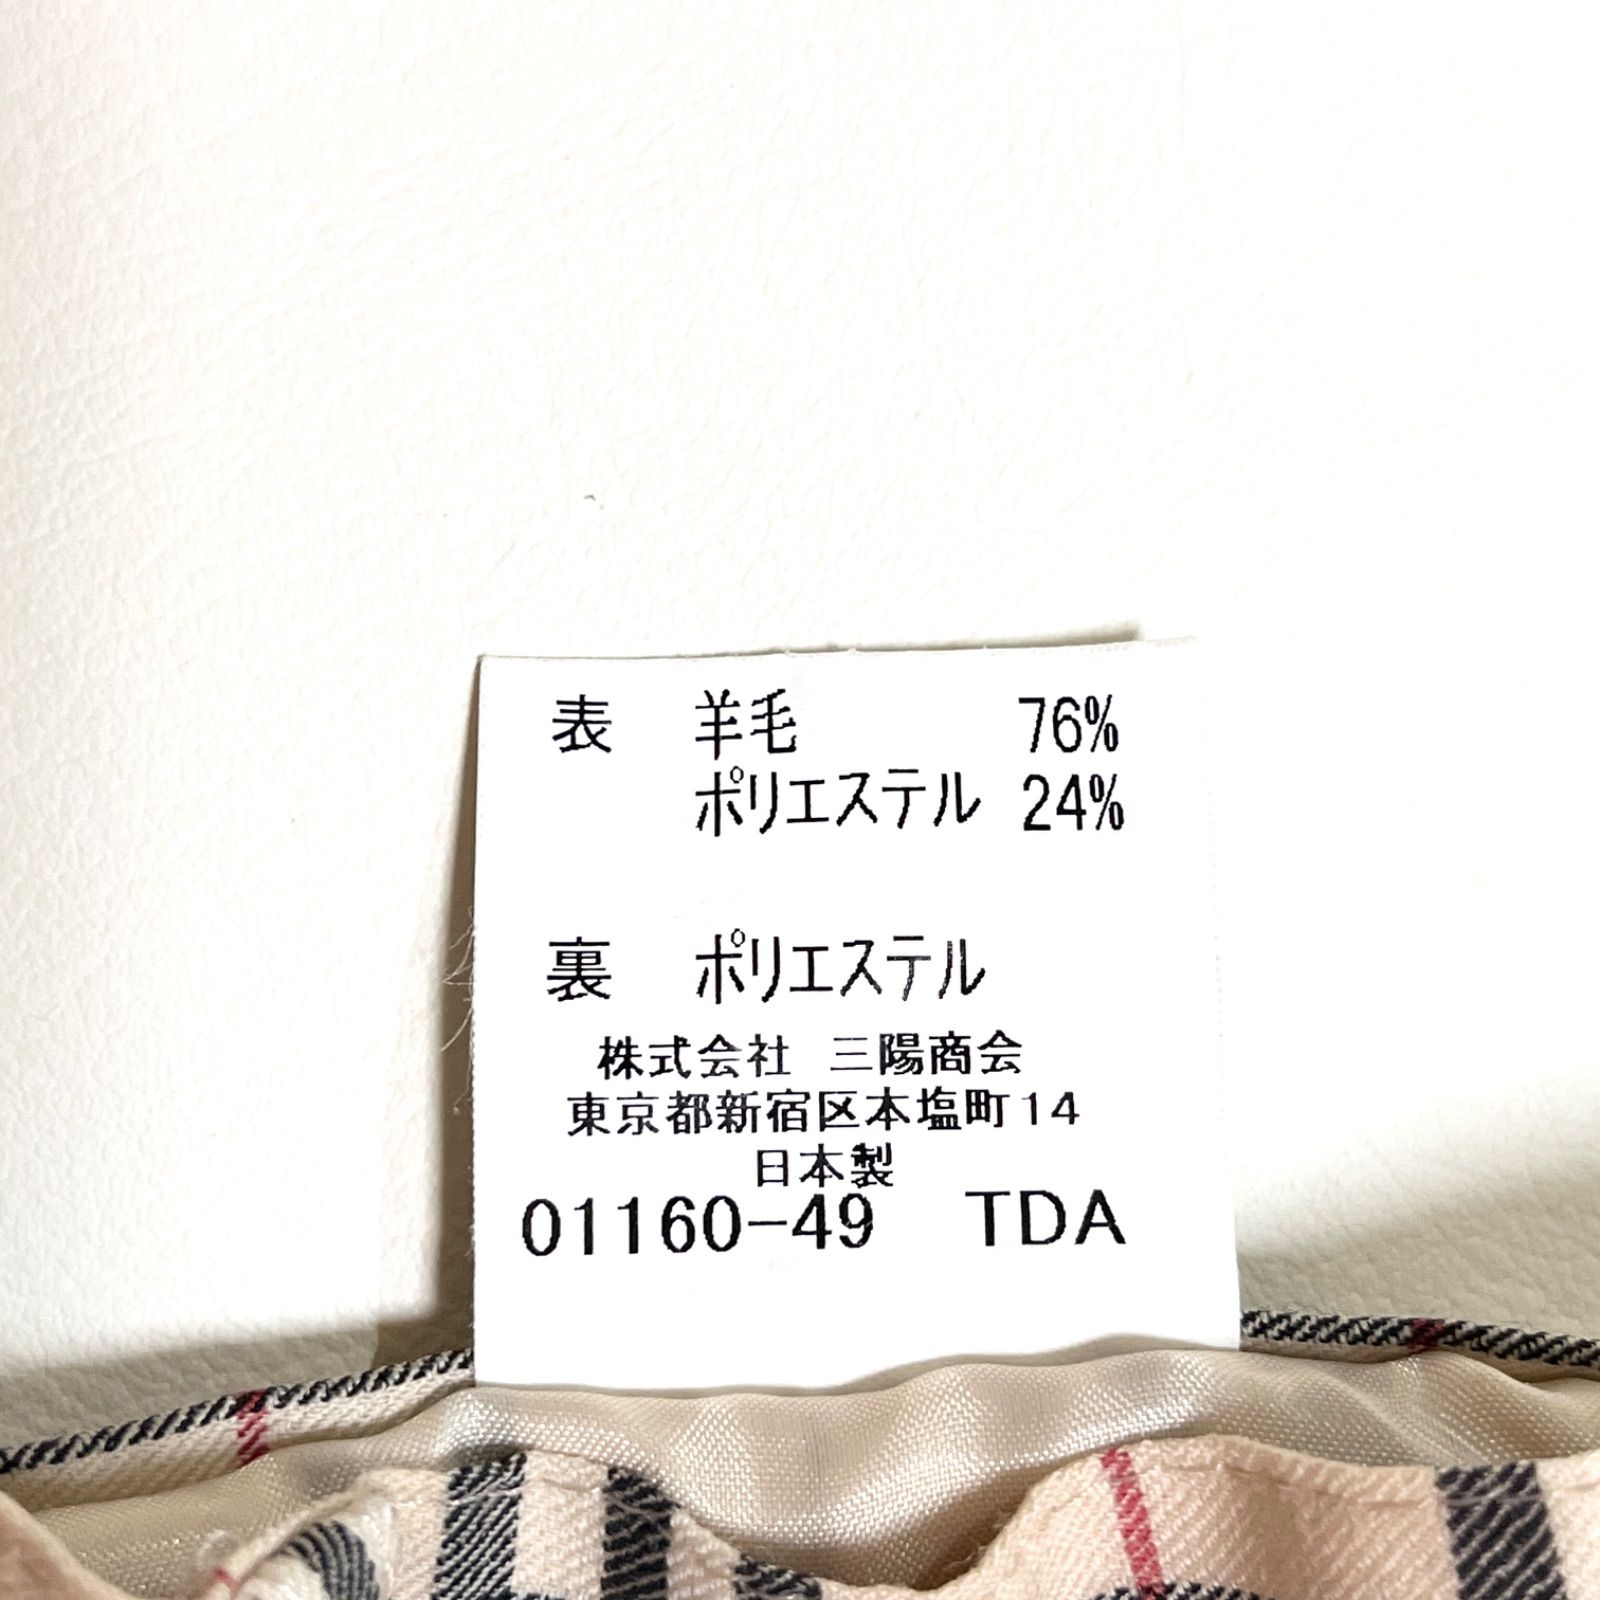 表 羊毛 76%
ポリエステル 24%
裏 ポリエステル
株式会社 三陽商会
東京都新宿区本塩町14
日本製
01160-49 TDA